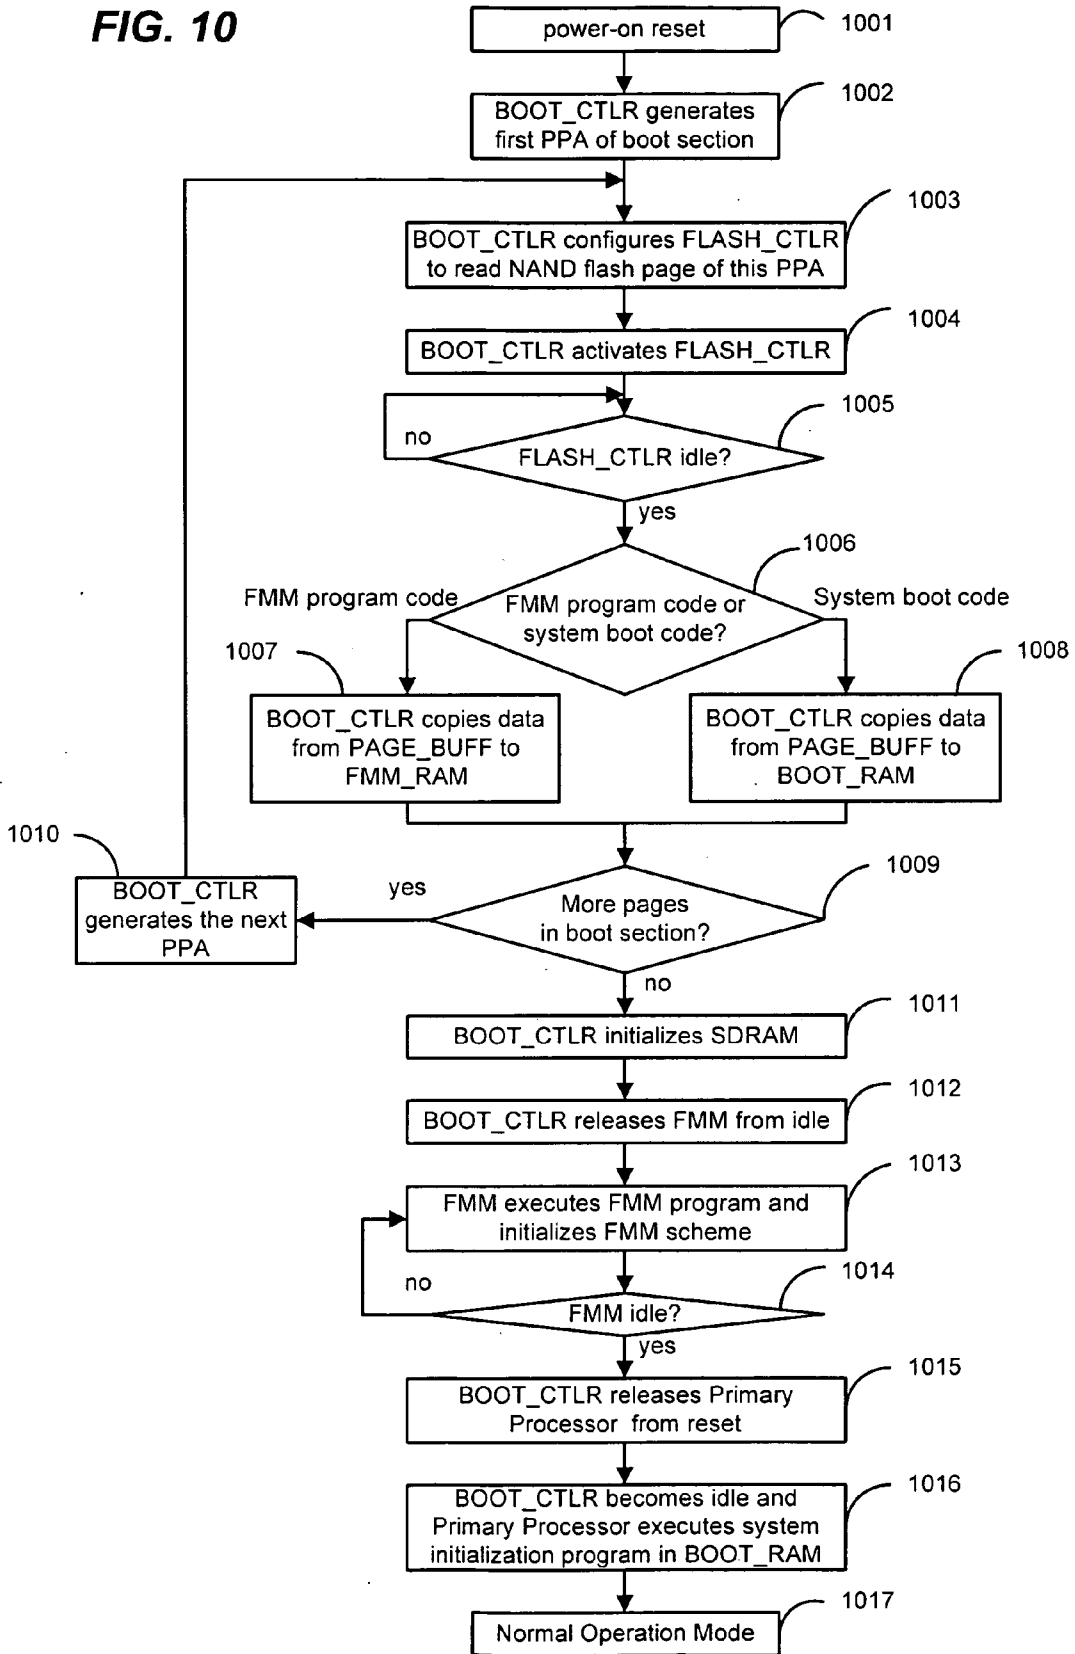 FIG. 10
power-on reset
1001
BOOT_CTLR generates
first PPA of boot section
1002
BOOT_CTLR configures FLASH_CTLR
to read NAND flash page of this PPA
1003
BOOT_CTLR activates FLASH_CTLR
1004
FLASH_CTLR idle?
1005
no
yes
FMM program code or
system boot code?
1006
FMM program code
System boot code
1007
BOOT_CTLR copies data
from PAGE_BUFF to
FMM_RAM
1008
BOOT_CTLR copies data
from PAGE_BUFF to
BOOT_RAM
More pages
in boot section?
1009
yes
no
1010
BOOT_CTLR
generates the next
PPA
BOOT_CTLR initializes SDRAM
1011
BOOT_CTLR releases FMM from idle
1012
FMM executes FMM program and
initializes FMM scheme
1013
FMM idle?
1014
no
yes
BOOT_CTLR releases Primary
Processor from reset
1015
BOOT_CTLR becomes idle and
Primary Processor executes system
initialization program in BOOT_RAM
1016
Normal Operation Mode
1017